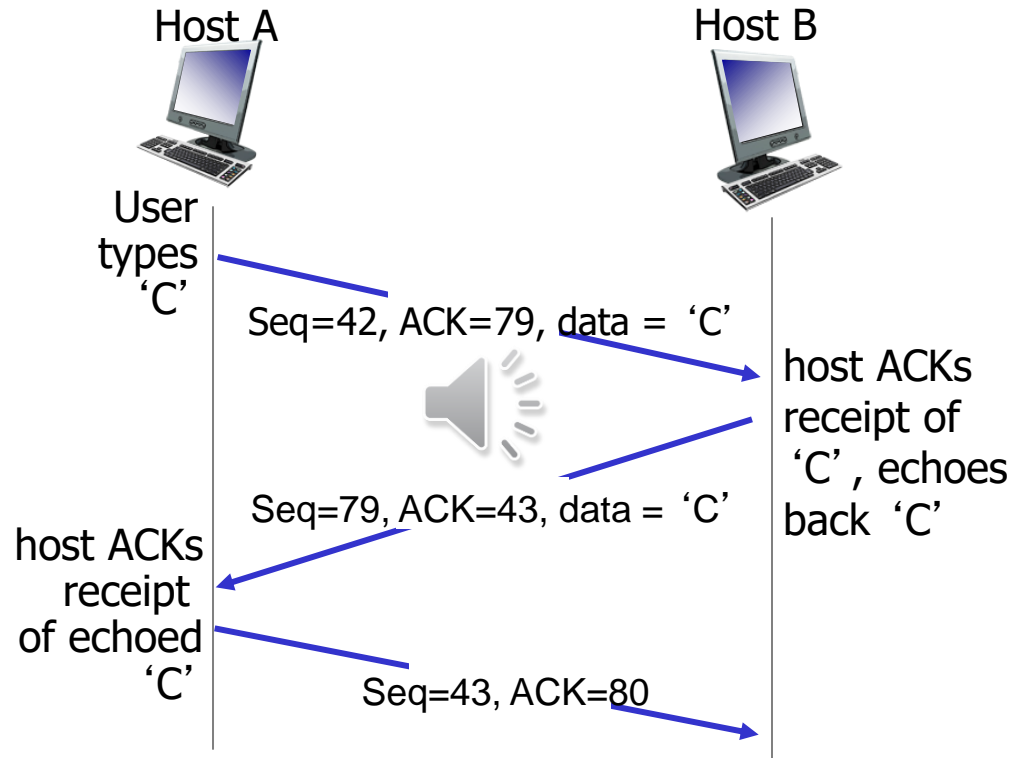 Host A
Host B
User
types
‘C’
Seq=42, ACK=79, data = ‘C’
host ACKs
receipt of
‘C’, echoes
back ‘C’
Seq=79, ACK=43, data = ‘C’
host ACKs
receipt
of echoed
‘C’
Seq=43, ACK=80